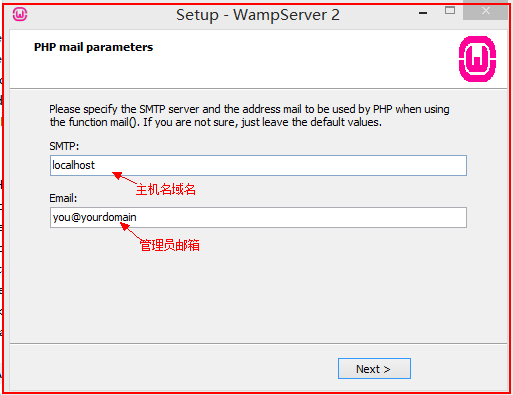 Setup - WampServer 2
PHP mail parameters
Please specify the SMTP server and the address mail to be used by PHP when using
the function mail(). If you are not sure, just leave the default values.
SMTP:
localhost
主机名域名
Email:
you@yourdomain
管理员邮箱
Next >